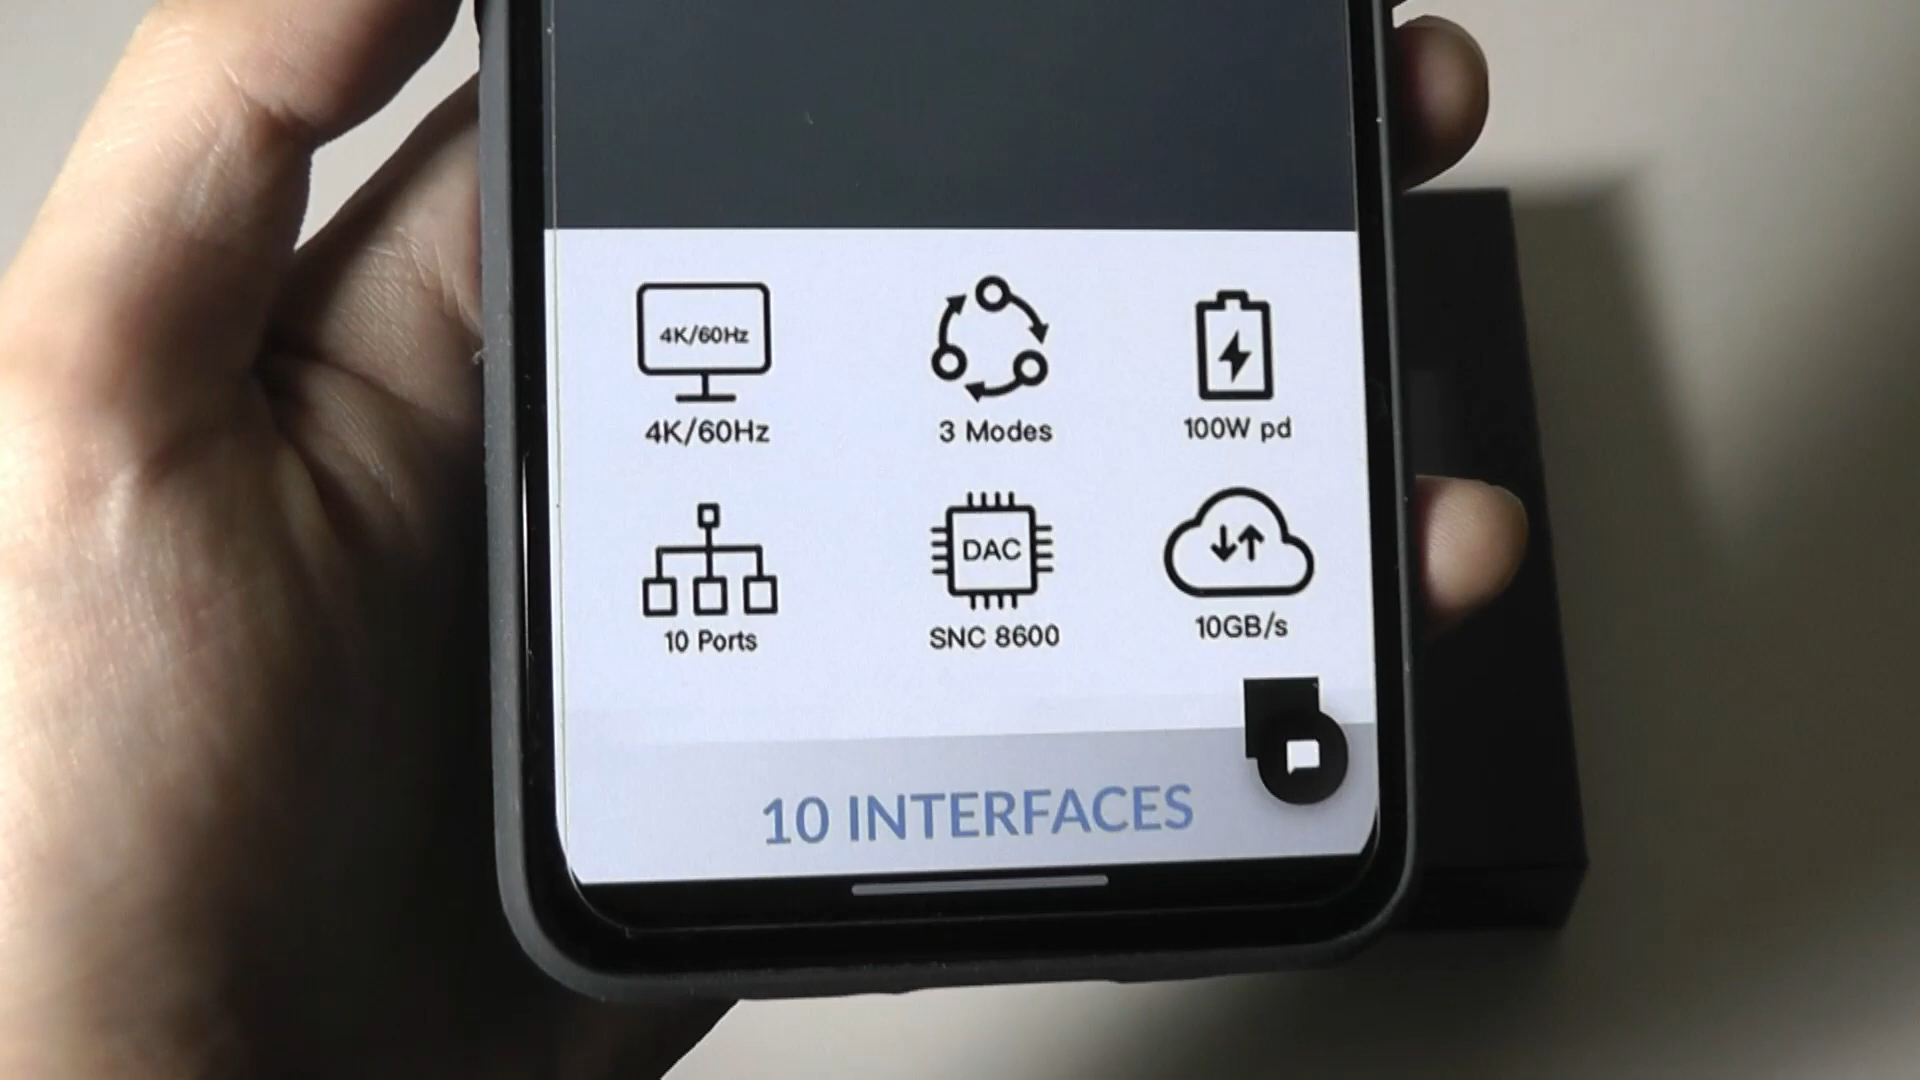 4K/60Hz
4K/60Hz
3 Modes
100W pd
DAC
10 Ports
SNC 8600
10GB/s
10 INTERFACES